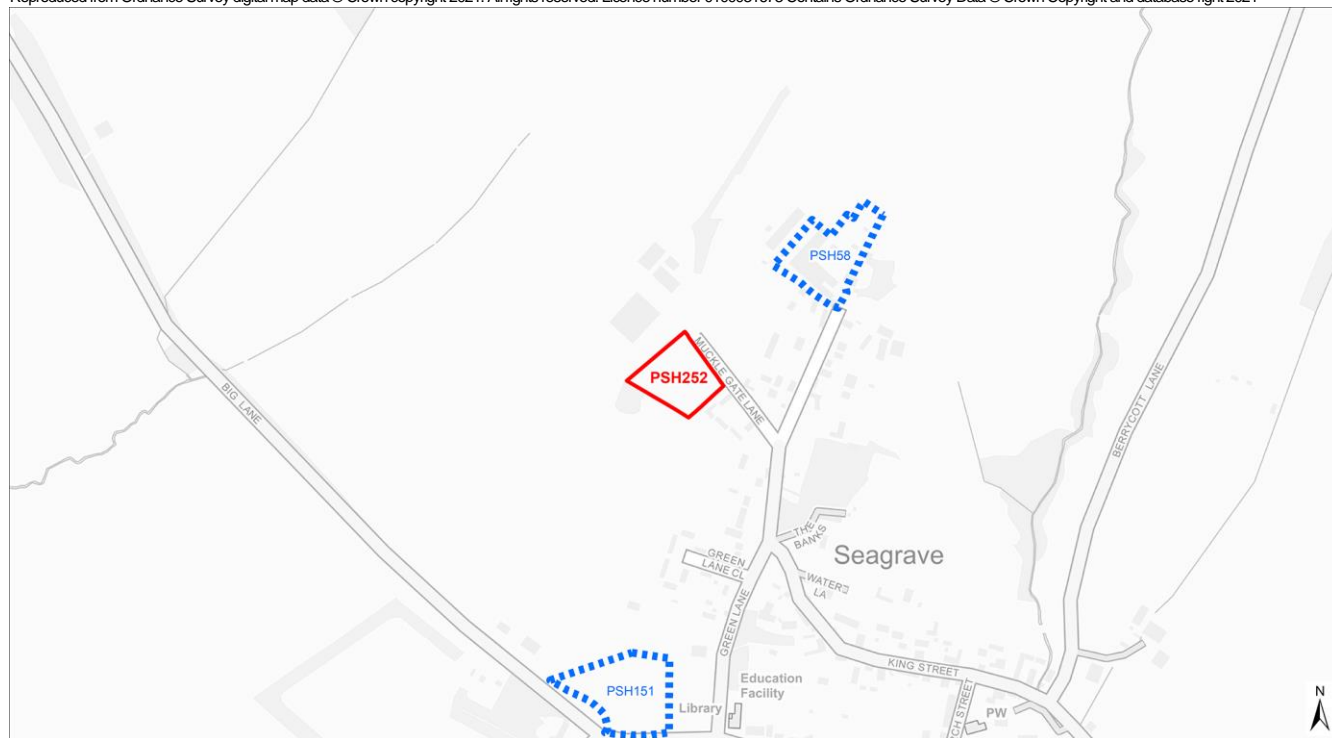 PSH58
MUCKLE GATE LANE
PSH252
BIG LANE
BERRYCOTT LANE
THE
BANKS
Seagrave
GREEN
LANE CL
WATER
LA
GREEN LANE
KING STREET
PSH151
Education
Facility
Library
PW
N